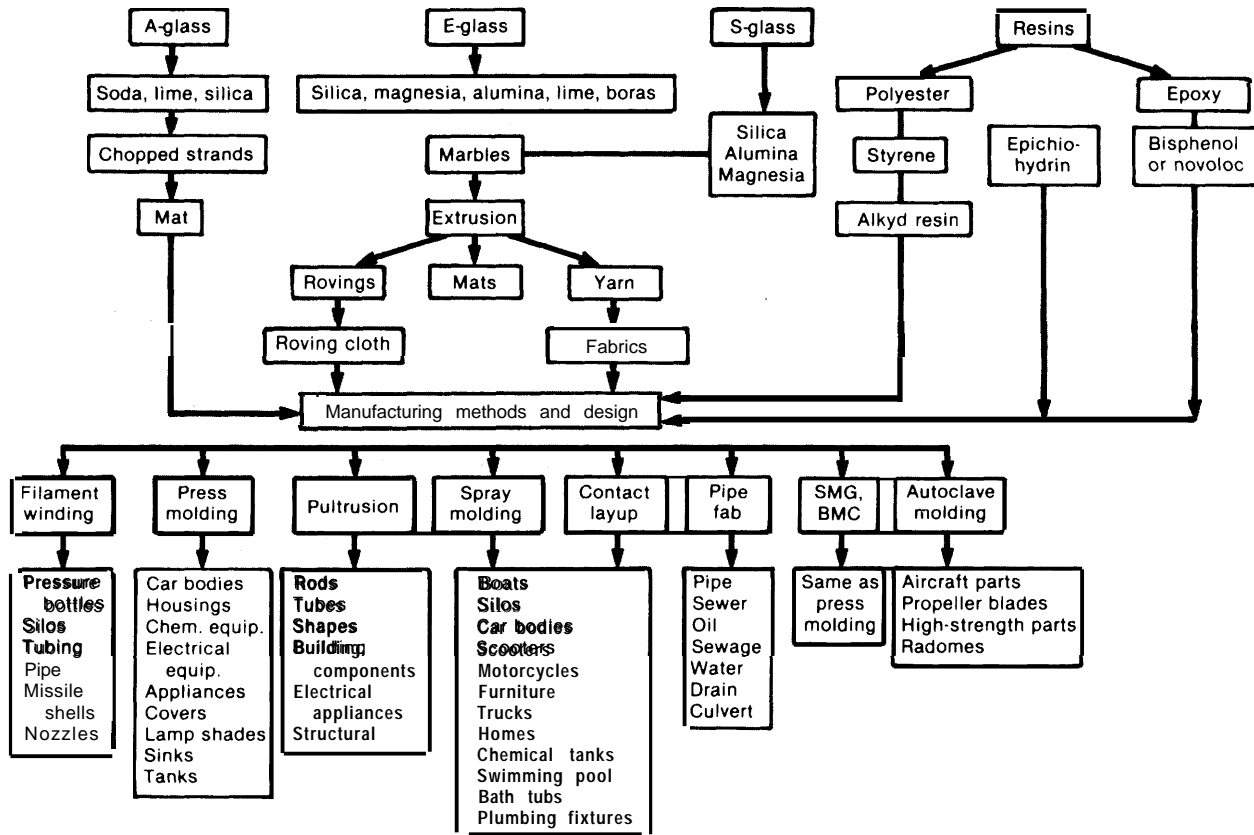 A-glass
E-glass
S-glass
Resins
Soda, lime, silica
Silica, magnesia, alumina, lime, boras
Polyester
Epoxy
Chopped strands
Marbles
Silica
Alumina
Magnesia
Styrene
Epichio-
hydrin
Bisphenol
or novoloc
Mat
Extrusion
Alkyd resin
Rovings
Mats
Yarn
Roving cloth
Fabrics
Manufacturing methods and design
Filament
winding
Press
molding
Pultrusion
Spray
molding
Contact
layup
Pipe
fab
SMG,
BMC
Autoclave
molding
Pressure
bottles
Silos
Tubing
Pipe
Missile
shells
Nozzles
Car bodies
Housings
Chem. equip.
Electrical
equip.
Appliances
Covers
Lamp shades
Sinks
Tanks
Rods
Tubes
Shapes
Building
components
Electrical
appliances
Structural
Boats
Silos
Car bodies
Scooters
Motorcycles
Furniture
Trucks
Homes
Chemical tanks
Swimming pool
Bath tubs
Plumbing fixtures
Pipe
Sewer
Oil
Sewage
Water
Drain
Culvert
Same as
press
molding
Aircraft parts
Propeller blades
High-strength parts
Radomes